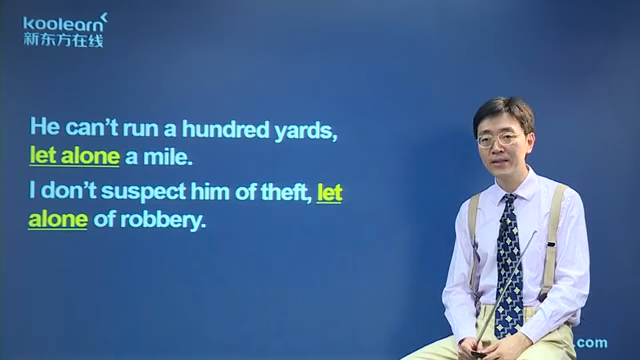 koolearn
新东方在线
He can't run a hundred yards,
let alone a mile.
I don't suspect him of theft, let
alone of robbery.
.com